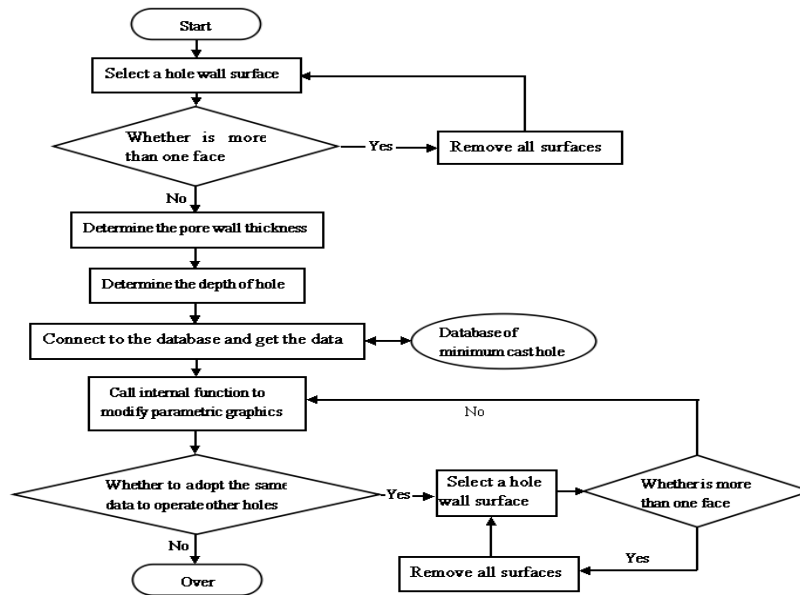 Start
Select a hole wall surface
Whether is more
than one face
Yes
Remove all surfaces
No
Determine the pore wall thickness
Determine the depth of hole
Connect to the database and get the data
Database of
minimum cast hole
Call internal function to
modify parametric graphics
No
Whether to adopt the same
data to operate other holes
Yes
Select a hole
wall surface
Whether is more
than one face
No
Yes
Remove all surfaces
Over